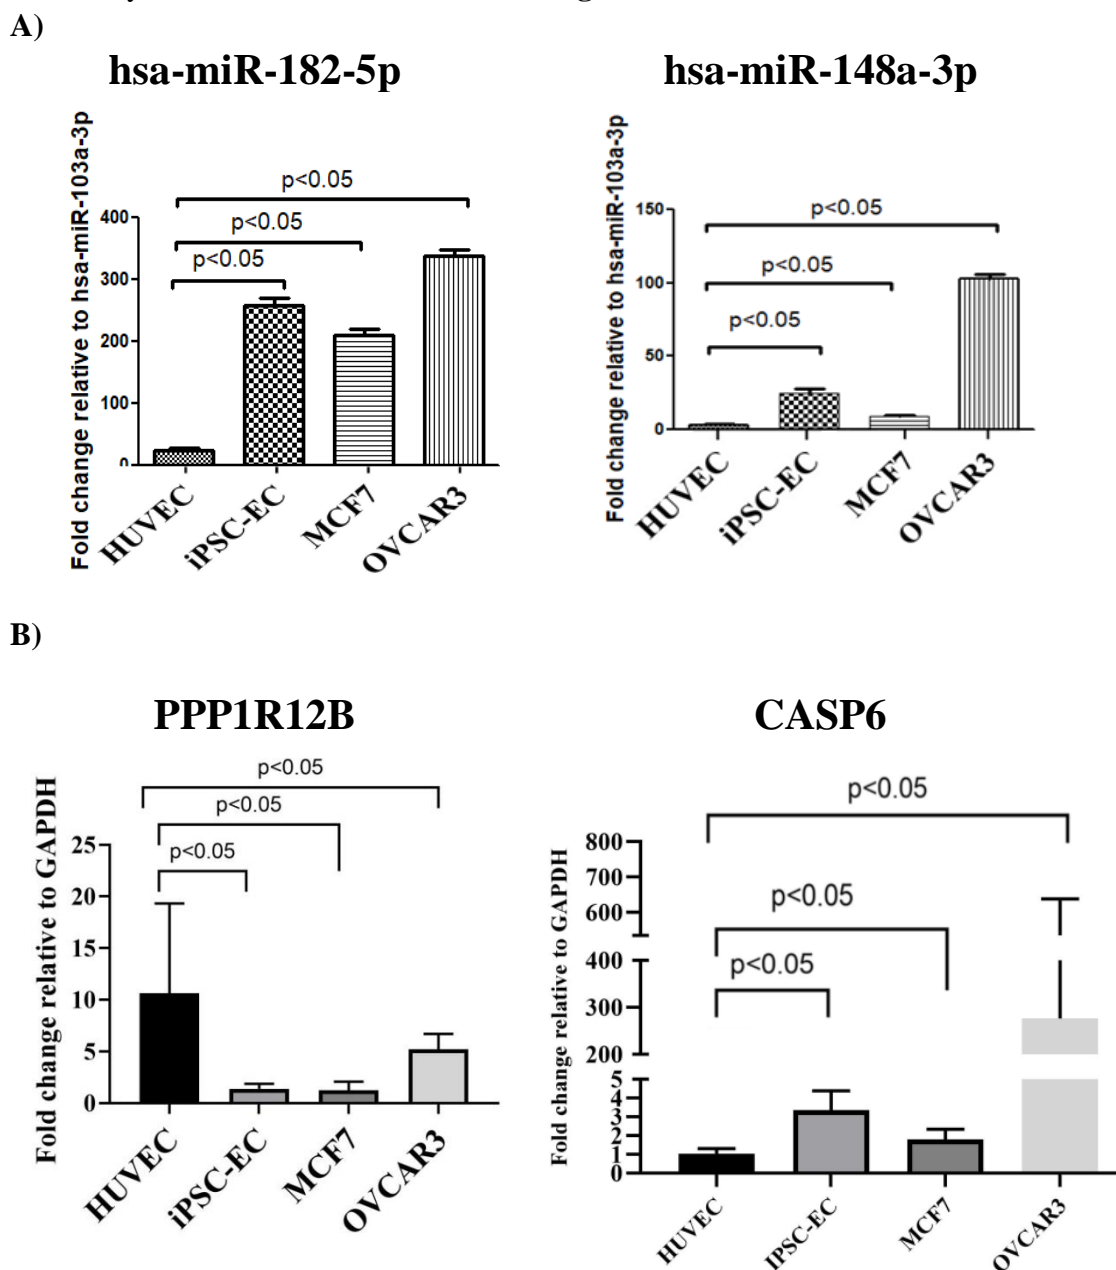 A)
hsa-miR-182-5p
Fold change relative to hsa-miR-103a-3p
p<0.05
p<0.05
p<0.05
400
300
200
100
0
HUVEC
iPSC-EC
MCF7
OVCAR3
hsa-miR-148a-3p
Fold change relative to hsa-miR-103a-3p
p<0.05
p<0.05
p<0.05
150
100
50
0
HUVEC
iPSC-EC
MCF7
OVCAR3
B)
PPP1R12B
Fold change relative to GAPDH
p<0.05
p<0.05
p<0.05
25
20
15
10
5
0
HUVEC
iPSC-EC
MCF7
OVCAR3
CASP6
Fold change relative to GAPDH
p<0.05
p<0.05
p<0.05
800
700
600
400
300
200
5
4
3
2
1
0
HUVEC
IPSC-EC
MCF7
OVCAR3